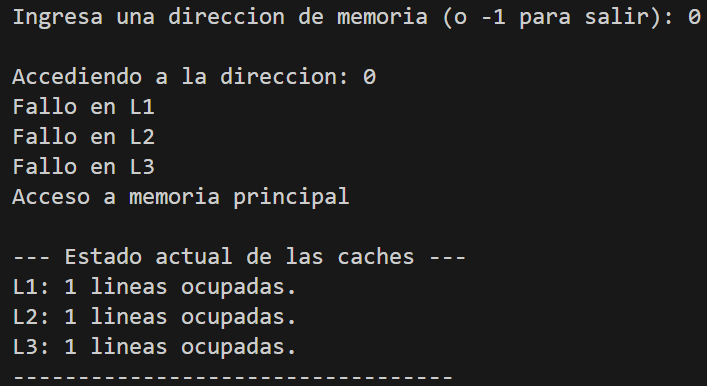 Ingresa una direccion de memoria (o -1 para salir): 0
Accediendo a la direccion: 0
Fallo en L1
Fallo en L2
Fallo en L3
Acceso a memoria principal
--- Estado actual de las caches ---
L1: 1 lineas ocupadas.
L2: 1 lineas ocupadas.
L3: 1 lineas ocupadas.
----------------------------------